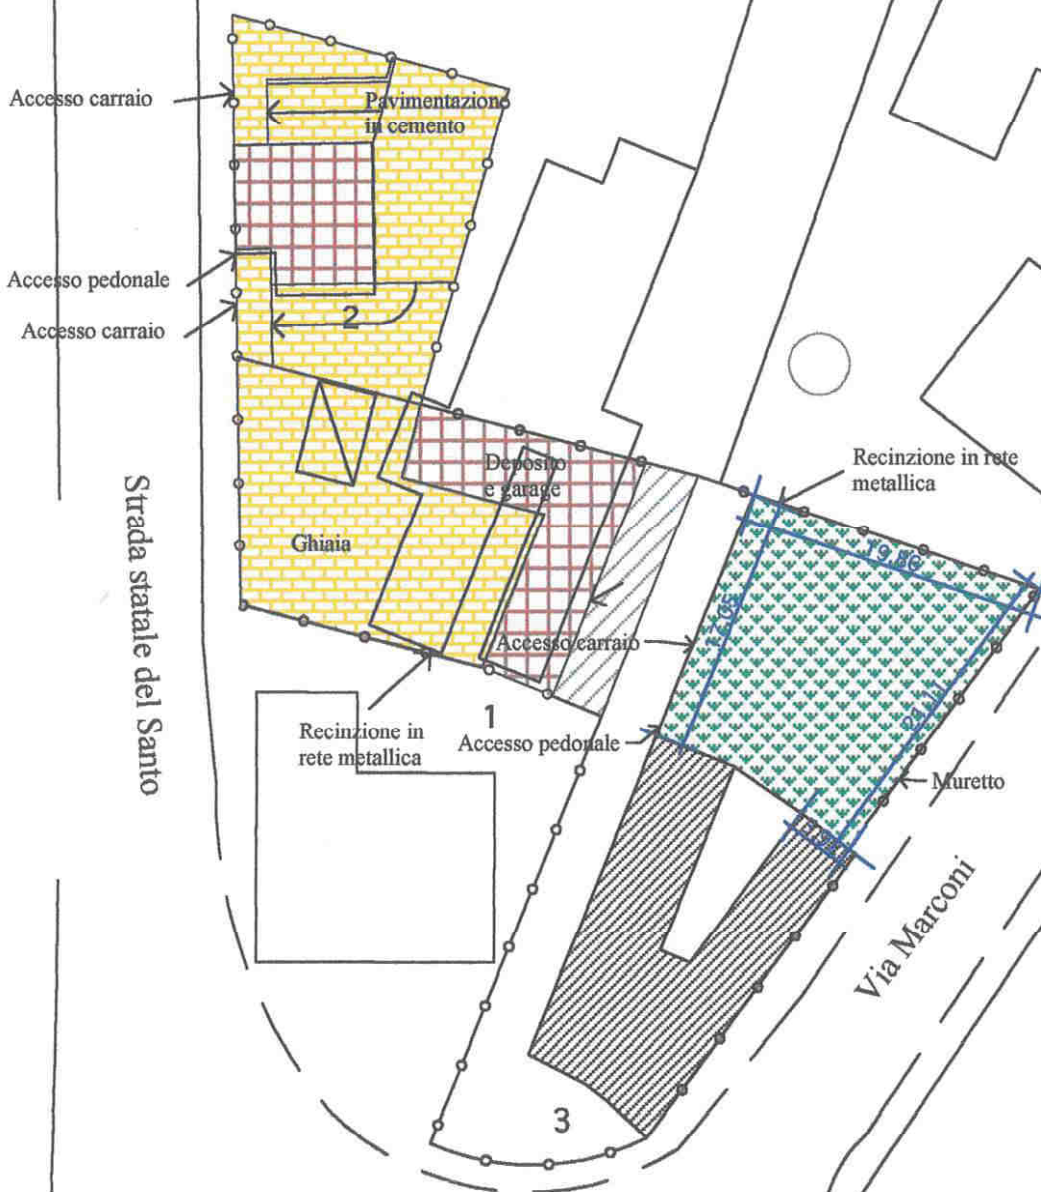 Accesso carraio
Pavimentazione
in cemento
Accesso pedonale
2
Accesso carraio
Recinzione in rete
metallica
Deposito
e garage
Strada statale del Santo
Ghiaia
19.86
Accesso carraio
1
Recinzione in
rete metallica
Accesso pedonale
Muretto
Via Marconi
3